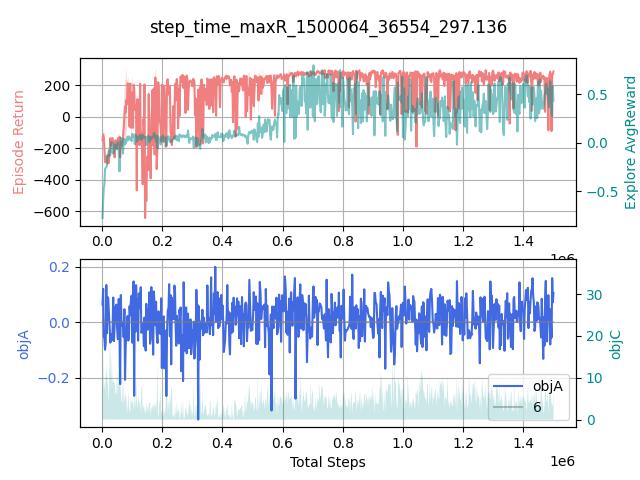 step_time_maxR_1500064_36554_297.136
200
0
−200
−400
−600
Episode Return
0.5
0.0
−0.5
Explore AvgReward
0.0 0.2 0.4 0.6 0.8 1.0 1.2 1.4
1e6
0.2
0.0
−0.2
objA
30
20
10
0
objC
objA
6
0.0 0.2 0.4 0.6 0.8 1.0 1.2 1.4
Total Steps
1e6